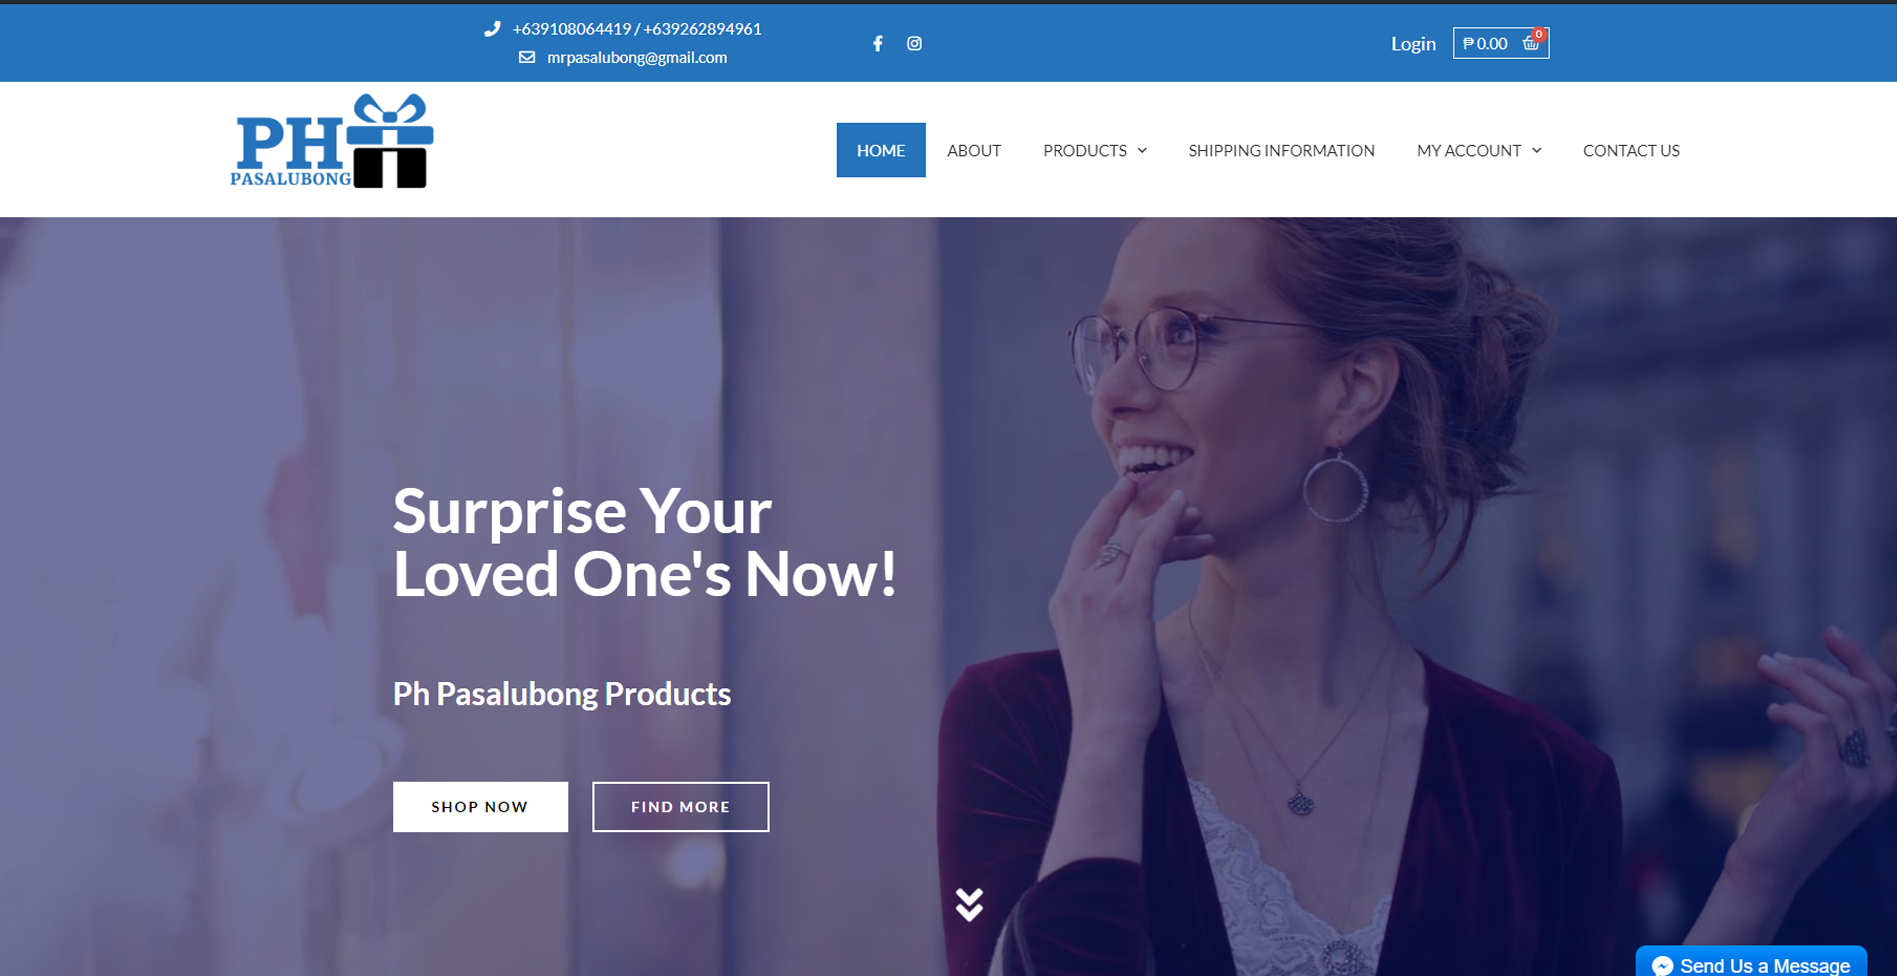 +639108064419 / +639262894961
mrpasalubong@gmail.com
Login
₱ 0.00
0
PH
PASALUBONG
HOME
ABOUT
PRODUCTS
SHIPPING INFORMATION
MY ACCOUNT
CONTACT US
Surprise Your
Loved One's Now!
Ph Pasalubong Products
SHOP NOW
FIND MORE
Send Us a Message